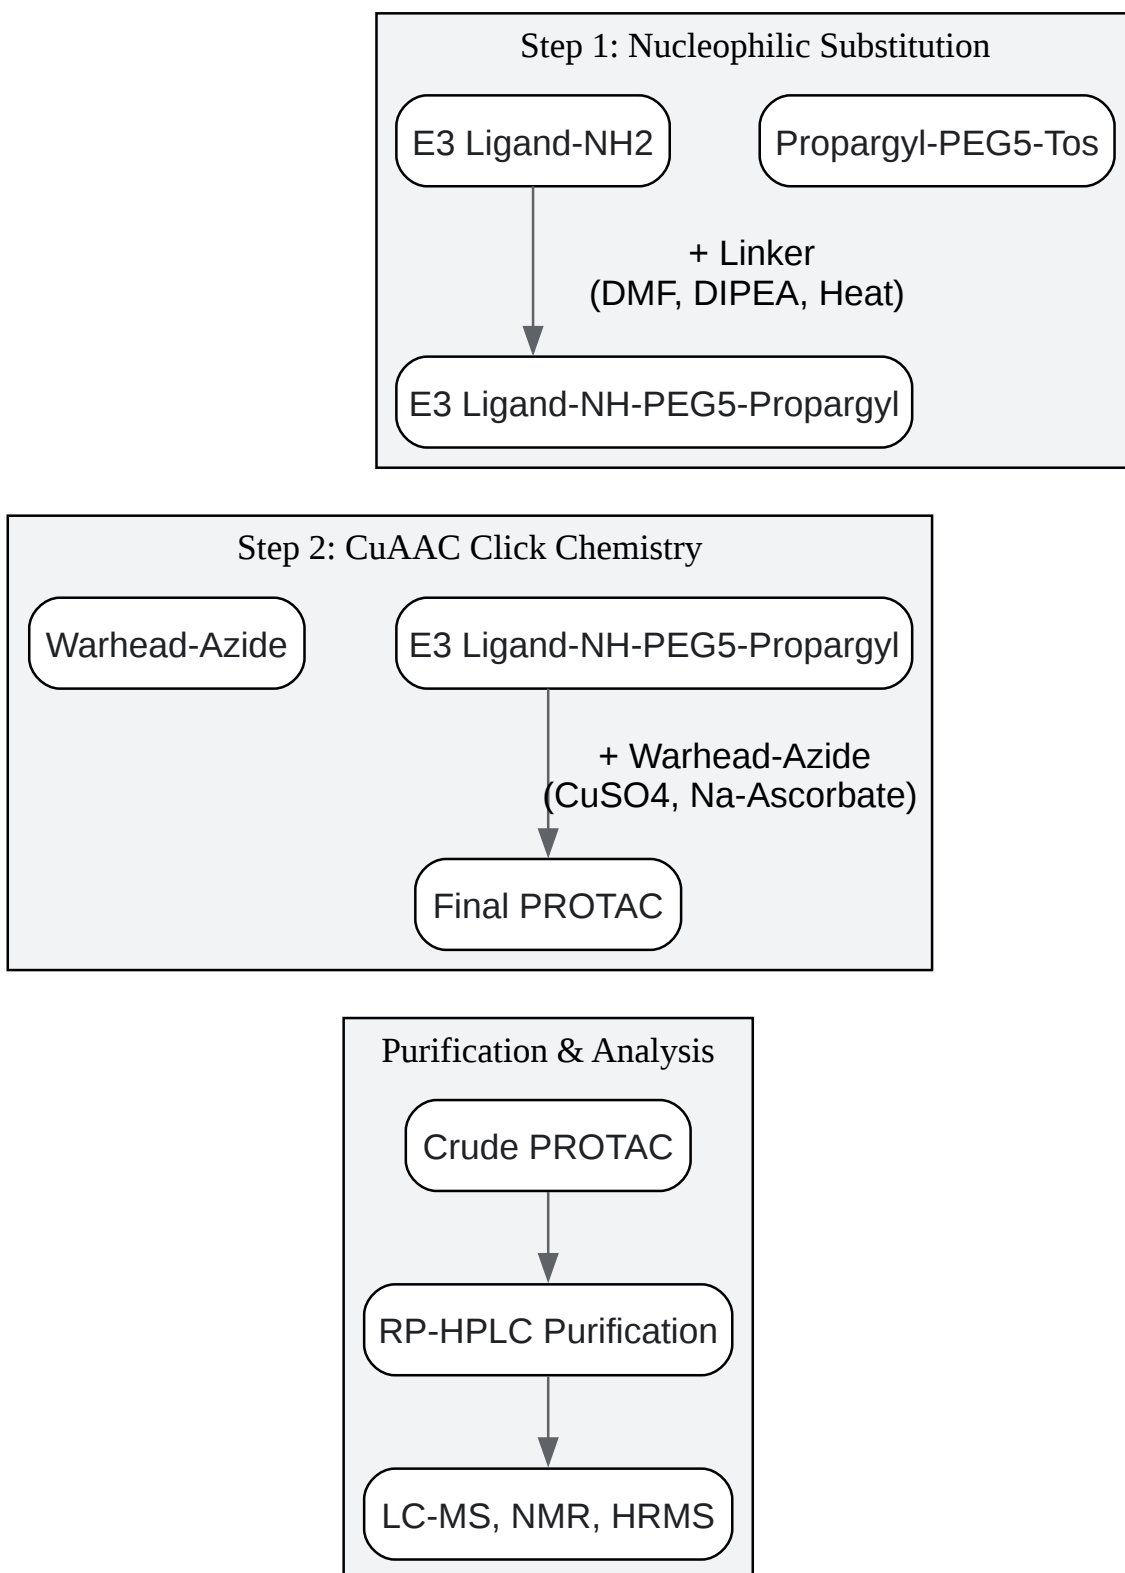 Step 1: Nucleophilic Substitution
E3 Ligand-NH2
Propargyl-PEG5-Tos
+ Linker
(DMF, DIPEA, Heat)
E3 Ligand-NH-PEG5-Propargyl
Step 2: CuAAC Click Chemistry
Warhead-Azide
E3 Ligand-NH-PEG5-Propargyl
+ Warhead-Azide
(CuSO4, Na-Ascorbate)
Final PROTAC
Purification & Analysis
Crude PROTAC
RP-HPLC Purification
LC-MS, NMR, HRMS